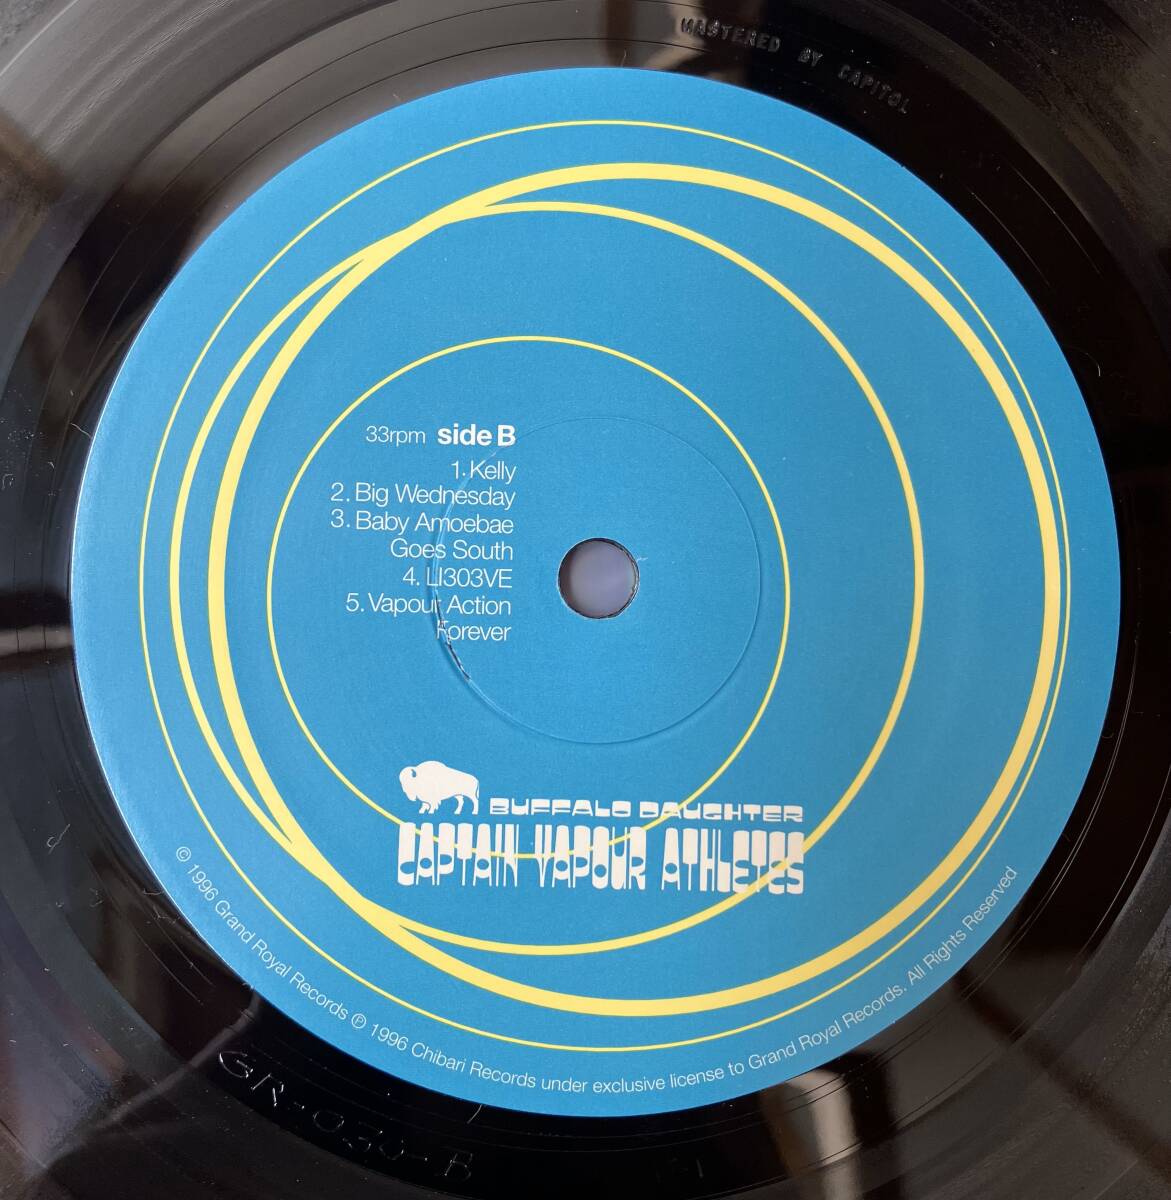 MASTERED BY CAPITOL
33rpm side B
1. Kelly
2. Big Wednesday
3. Baby Amoebae
Goes South
4. LI303VE
5. Vapour Action
Forever
BUFFALO DAUGHTER
CAPTAIN VAPOUR ATHLETES
© 1996 Grand Royal Records ℗ 1996 Chibari Records under exclusive license to Grand Royal Records. All Rights Reserved
GR-030-B